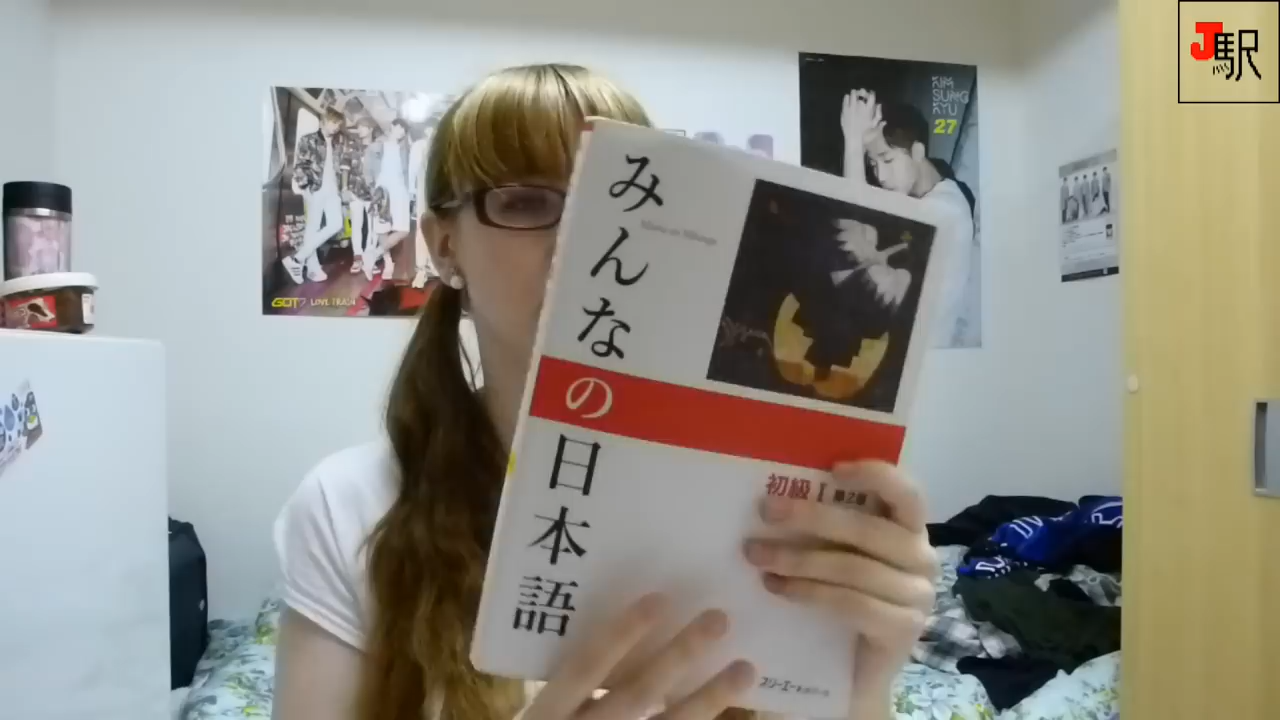 J駅
KIM
SUNG
KYU
27
GOT7 LOVE TRAIN
みんなの日本語
Minna no Nihongo
初級 I 第2版
スリーエーネットワーク